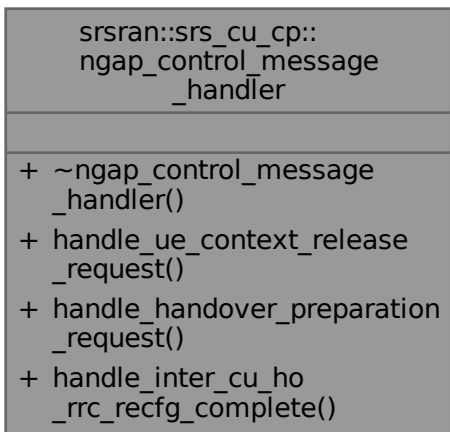 srsran::srs_cu_cp::
ngap_control_message
_handler
+ ~ngap_control_message
_handler()
+ handle_ue_context_release
_request()
+ handle_handover_preparation
_request()
+ handle_inter_cu_ho
_rrc_recfg_complete()